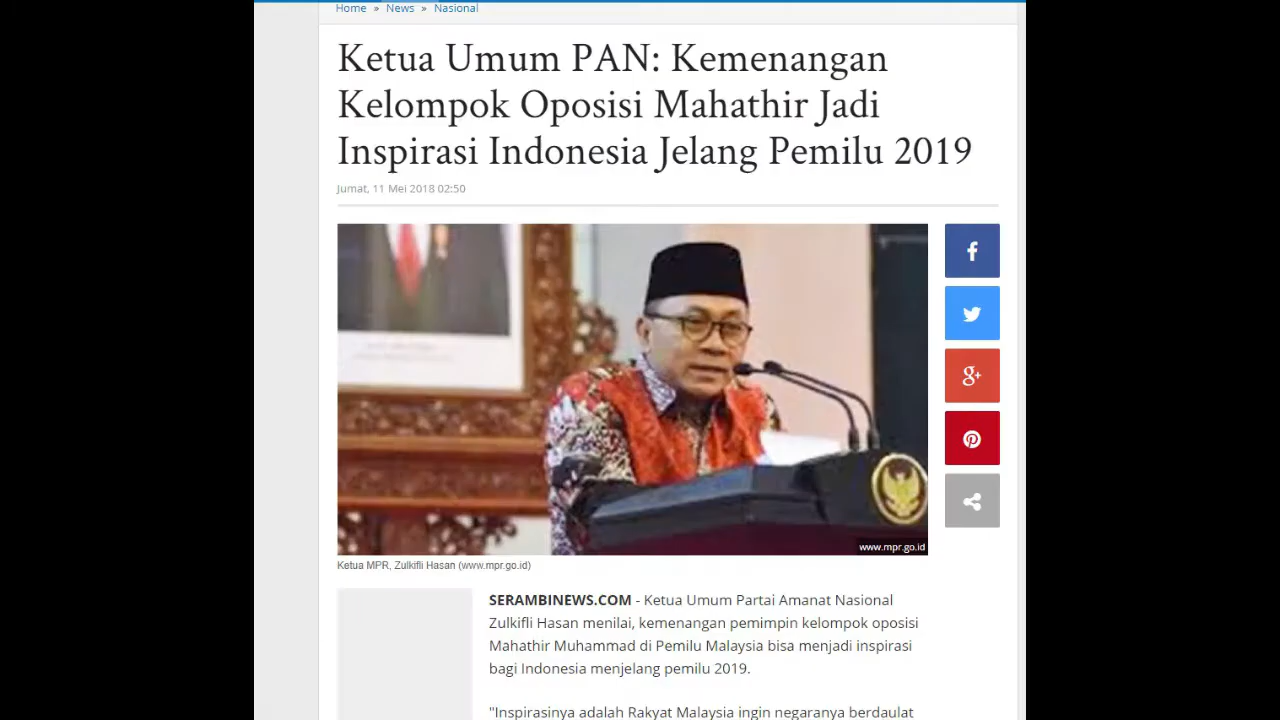 Home » News » Nasional
Ketua Umum PAN: Kemenangan
Kelompok Oposisi Mahathir Jadi
Inspirasi Indonesia Jelang Pemilu 2019
Jumat, 11 Mei 2018 02:50
www.mpr.go.id
Ketua MPR, Zulkifli Hasan (www.mpr.go.id)
SERAMBINEWS.COM - Ketua Umum Partai Amanat Nasional
Zulkifli Hasan menilai, kemenangan pemimpin kelompok oposisi
Mahathir Muhammad di Pemilu Malaysia bisa menjadi inspirasi
bagi Indonesia menjelang pemilu 2019.
"Inspirasinya adalah Rakyat Malaysia ingin negaranya berdaulat